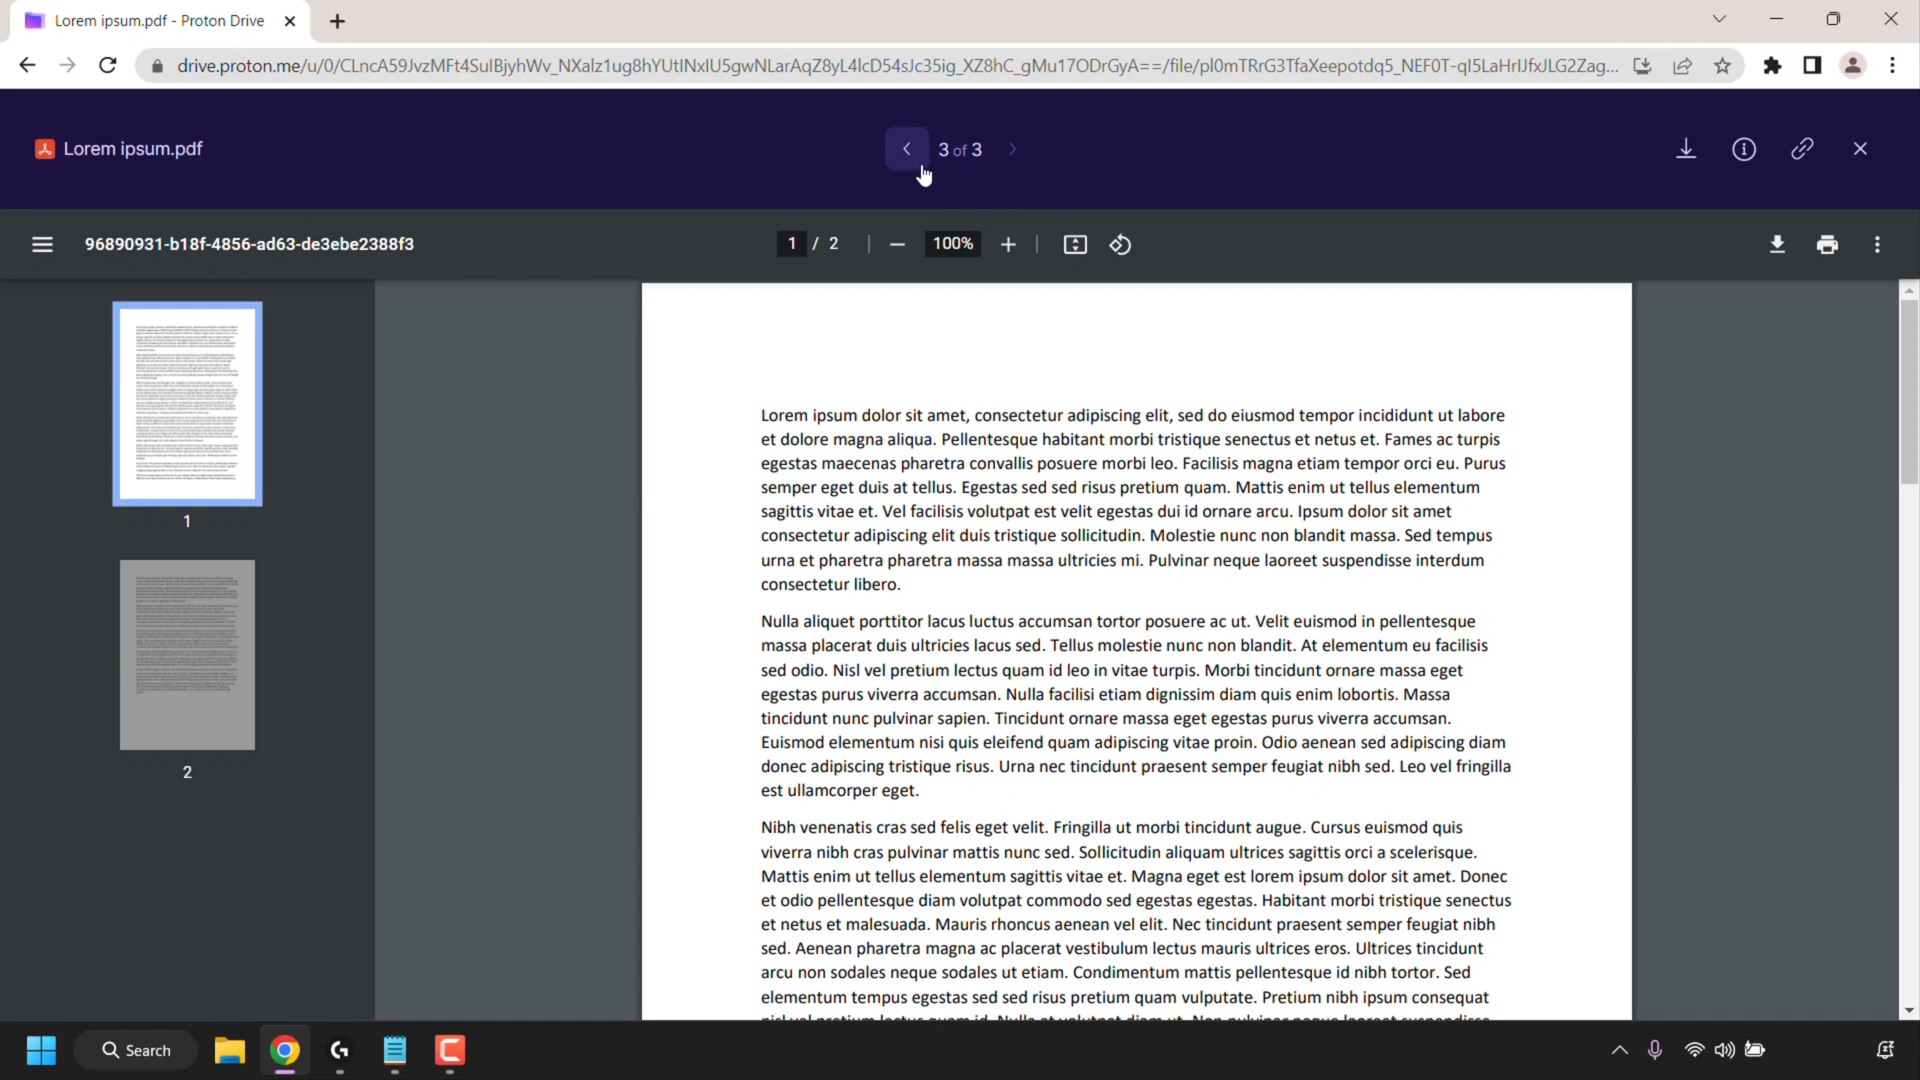 Lorem ipsum.pdf - Proton Drive
drive.proton.me/u/0/CLncA59JvzMFt4SuIBjyhWv_NXalz1ug8hYUtINxIU5gwNLarAqZ8yL4lcD54sJc35ig_XZ8hC_gMu17ODrGyA==/file/pl0mTRrG3TfaXeepotdq5_NEF0T-qI5LaHrIJfxJLG2Zag...
Lorem ipsum.pdf
3 of 3
96890931-b18f-4856-ad63-de3ebe2388f3
1 / 2
100%
1
2
Lorem ipsum dolor sit amet, consectetur adipiscing elit, sed do eiusmod tempor incididunt ut labore
et dolore magna aliqua. Pellentesque habitant morbi tristique senectus et netus et. Fames ac turpis
egestas maecenas pharetra convallis posuere morbi leo. Facilisis magna etiam tempor orci eu. Purus
semper eget duis at tellus. Egestas sed sed risus pretium quam. Mattis enim ut tellus elementum
sagittis vitae et. Vel facilisis volutpat est velit egestas dui id ornare arcu. Ipsum dolor sit amet
consectetur adipiscing elit duis tristique sollicitudin. Molestie nunc non blandit massa. Sed tempus
urna et pharetra pharetra massa massa ultricies mi. Pulvinar neque laoreet suspendisse interdum
consectetur libero.
Nulla aliquet porttitor lacus luctus accumsan tortor posuere ac ut. Velit euismod in pellentesque
massa placerat duis ultricies lacus sed. Tellus molestie nunc non blandit. At elementum eu facilisis
sed odio. Nisl vel pretium lectus quam id leo in vitae turpis. Morbi tincidunt ornare massa eget
egestas purus viverra accumsan. Nulla facilisi etiam dignissim diam quis enim lobortis. Massa
tincidunt nunc pulvinar sapien. Tincidunt ornare massa eget egestas purus viverra accumsan.
Euismod elementum nisi quis eleifend quam adipiscing vitae proin. Odio aenean sed adipiscing diam
donec adipiscing tristique risus. Urna nec tincidunt praesent semper feugiat nibh sed. Leo vel fringilla
est ullamcorper eget.
Nibh venenatis cras sed felis eget velit. Fringilla ut morbi tincidunt augue. Cursus euismod quis
viverra nibh cras pulvinar mattis nunc sed. Sollicitudin aliquam ultrices sagittis orci a scelerisque.
Mattis enim ut tellus elementum sagittis vitae et. Magna eget est lorem ipsum dolor sit amet. Donec
et odio pellentesque diam volutpat commodo sed egestas egestas. Habitant morbi tristique senectus
et netus et malesuada. Mauris rhoncus aenean vel elit. Nec tincidunt praesent semper feugiat nibh
sed. Aenean pharetra magna ac placerat vestibulum lectus mauris ultrices eros. Ultrices tincidunt
arcu non sodales neque sodales ut etiam. Condimentum mattis pellentesque id nibh tortor. Sed
elementum tempus egestas sed sed risus pretium quam vulputate. Pretium nibh ipsum consequat
Search